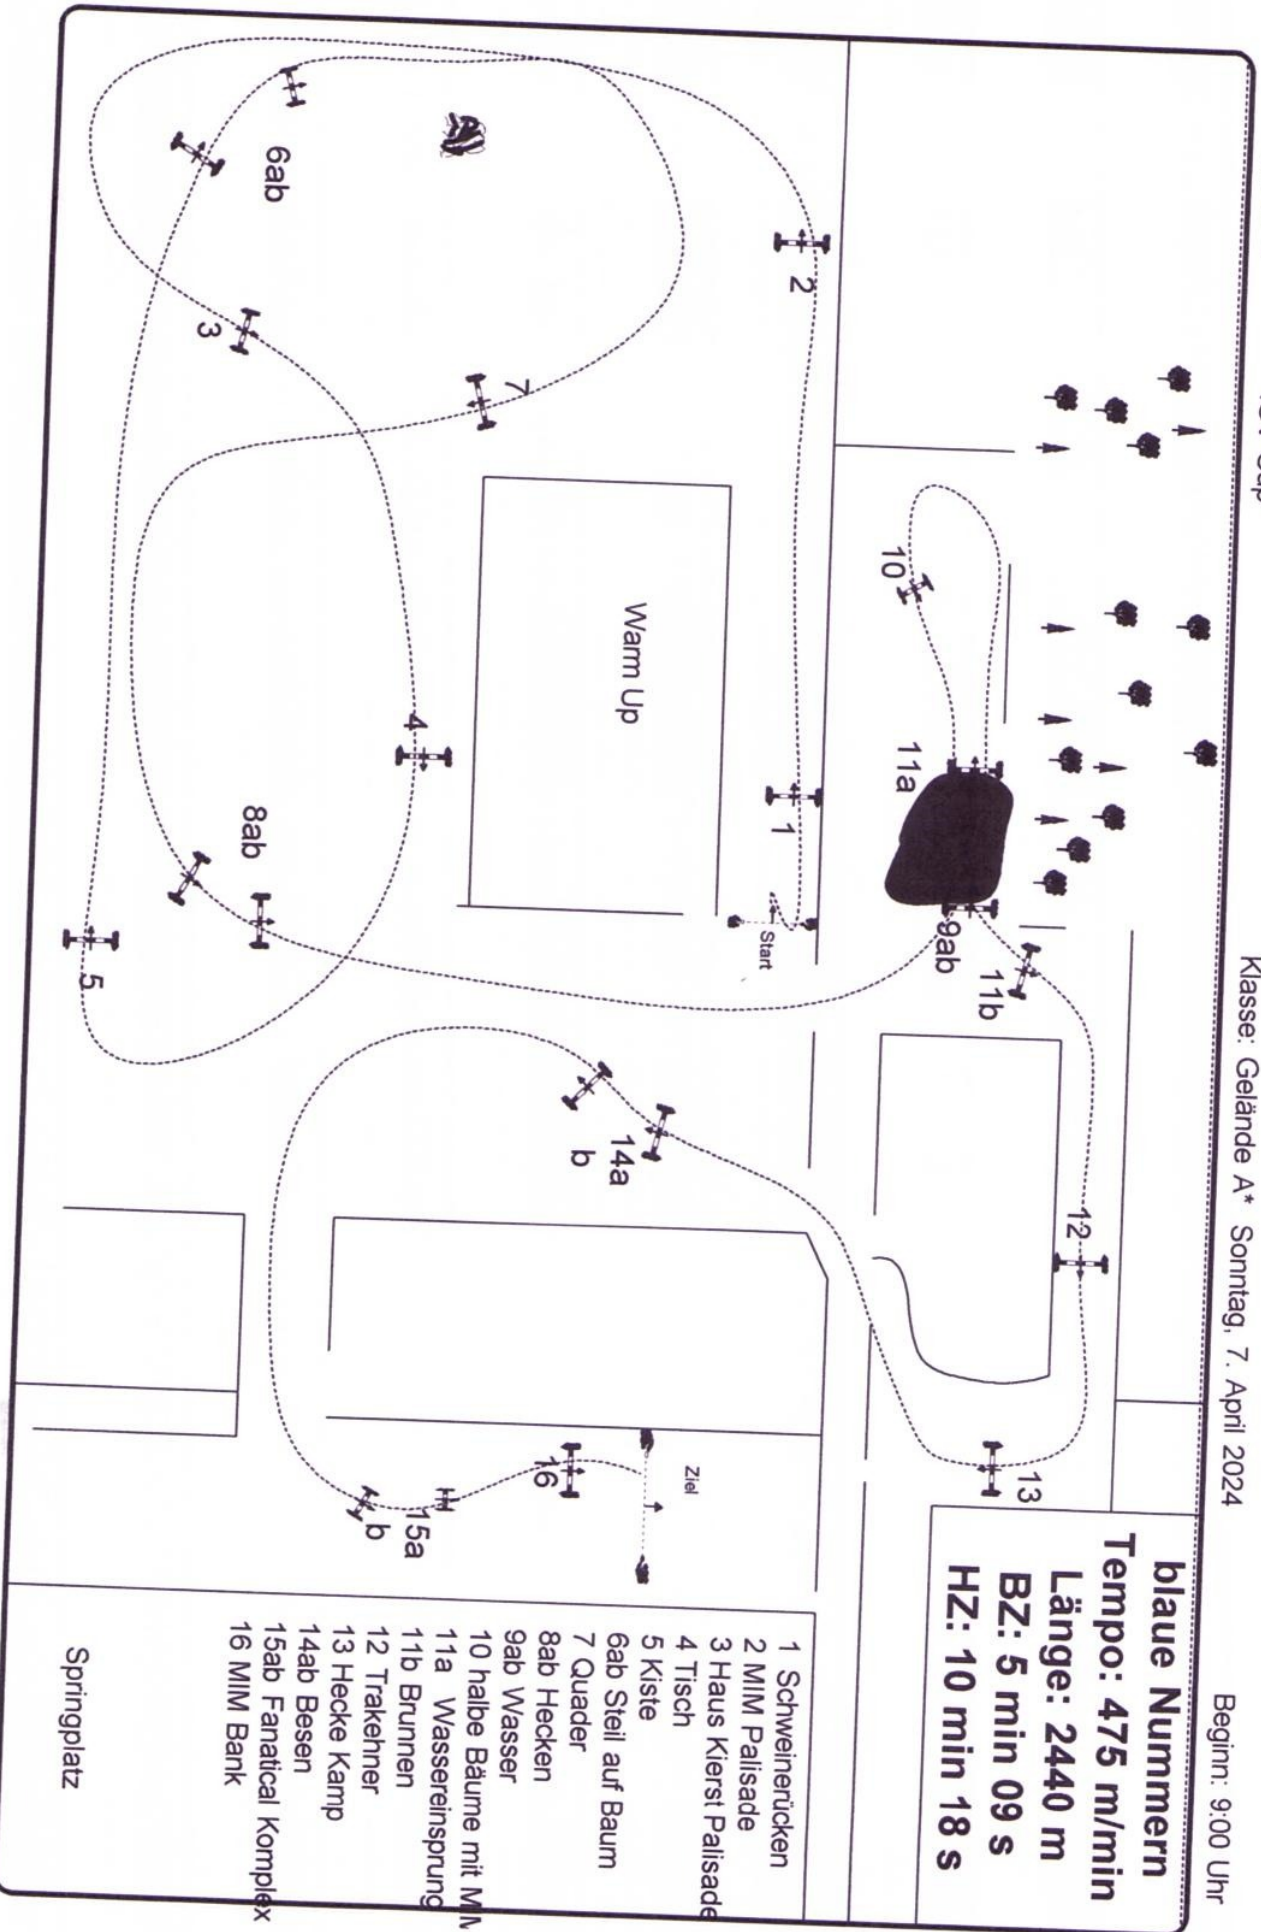 Klasse: Gelände A* Sonntag, 7. April 2024
Beginn: 9:00 Uhr
blaue Nummern
Tempo: 475 m/min
Länge: 2440 m
BZ: 5 min 09 s
HZ: 10 min 18 s
1 Schweinerücken
2 MIM Palisade
3 Haus Kierst Palisade
4 Tisch
5 Kiste
6ab Steil auf Baum
7 Quader
8ab Hecken
9ab Wasser
10 halbe Bäume mit MIM
11a Wassereinsprung
11b Brunnen
12 Trakehner
13 Hecke Kamp
14ab Besen
15ab Fanatical Komplex
16 MIM Bank
Springplatz
Warm Up
Start
Ziel
1
2
3
4
5
6ab
7
8ab
9ab
10
11a
11b
12
13
14a
b
15a
b
16